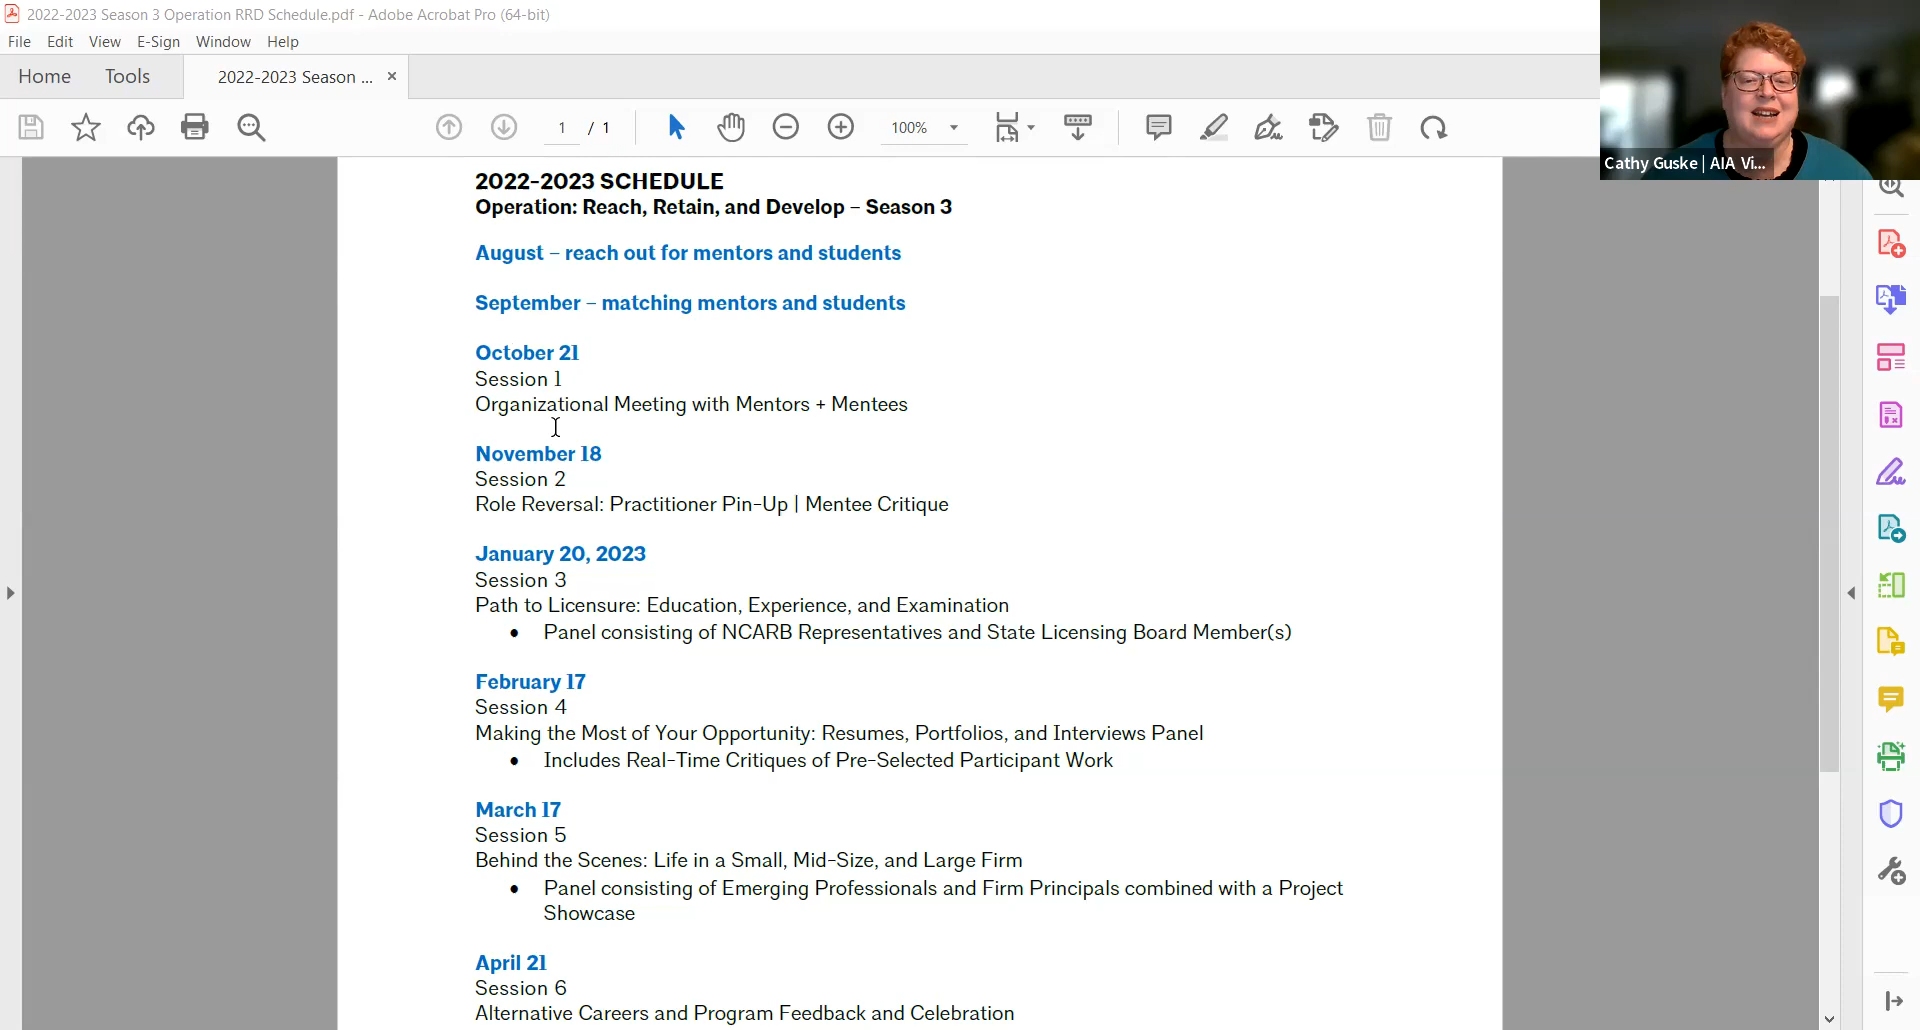 2022-2023 Season 3 Operation RRD Schedule.pdf - Adobe Acrobat Pro (64-bit)
File Edit View E-Sign Window Help
Home Tools 2022-2023 Season ... ×
1 / 1 100%
Cathy Guske | AIA Vi...
2022-2023 SCHEDULE
Operation: Reach, Retain, and Develop – Season 3
August – reach out for mentors and students
September – matching mentors and students
October 21
Session 1
Organizational Meeting with Mentors + Mentees
November 18
Session 2
Role Reversal: Practitioner Pin-Up | Mentee Critique
January 20, 2023
Session 3
Path to Licensure: Education, Experience, and Examination
• Panel consisting of NCARB Representatives and State Licensing Board Member(s)
February 17
Session 4
Making the Most of Your Opportunity: Resumes, Portfolios, and Interviews Panel
• Includes Real-Time Critiques of Pre-Selected Participant Work
March 17
Session 5
Behind the Scenes: Life in a Small, Mid-Size, and Large Firm
• Panel consisting of Emerging Professionals and Firm Principals combined with a Project
Showcase
April 21
Session 6
Alternative Careers and Program Feedback and Celebration